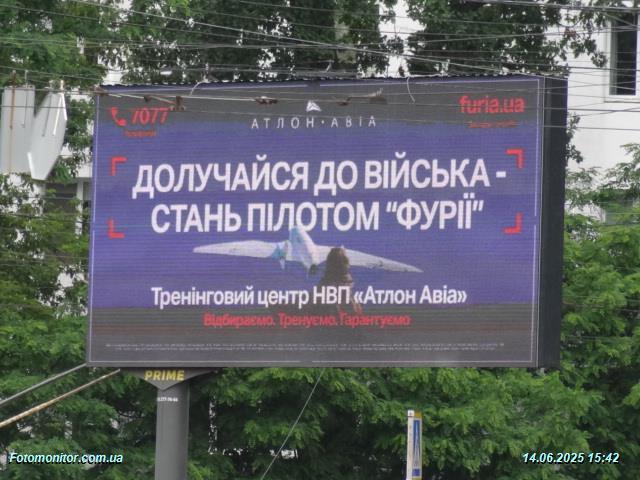 7077
furia.ua
АТЛОН·АВІА
ДОЛУЧАЙСЯ ДО ВІЙСЬКА -
СТАНЬ ПІЛОТОМ "ФУРІЇ"
Тренінговий центр НВП «Атлон Авіа»
Відбираємо. Тренуємо. Гарантуємо
PRIME
Fotomonitor.com.ua
14.06.2025 15:42